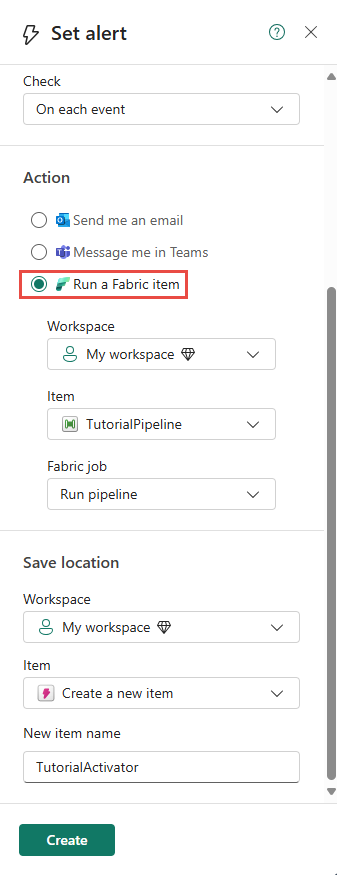 Set alert
Check
On each event
Action
Send me an email
Message me in Teams
Run a Fabric item
Workspace
My workspace
Item
TutorialPipeline
Fabric job
Run pipeline
Save location
Workspace
My workspace
Item
Create a new item
New item name
TutorialActivator
Create